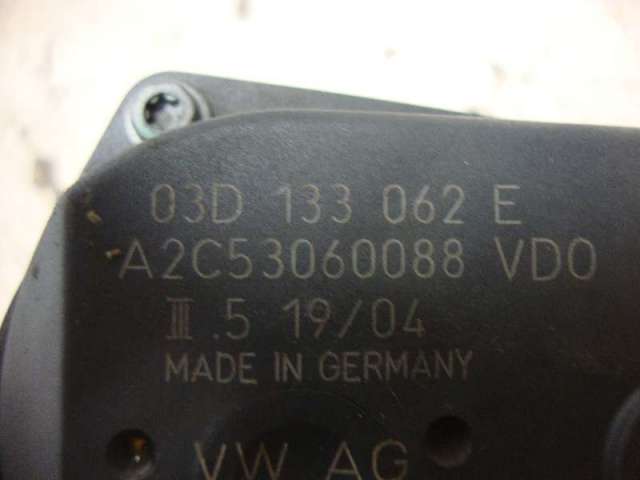 03D 133 062 E
A2C53060088 VDO
III .5 19/04
MADE IN GERMANY
VW AG